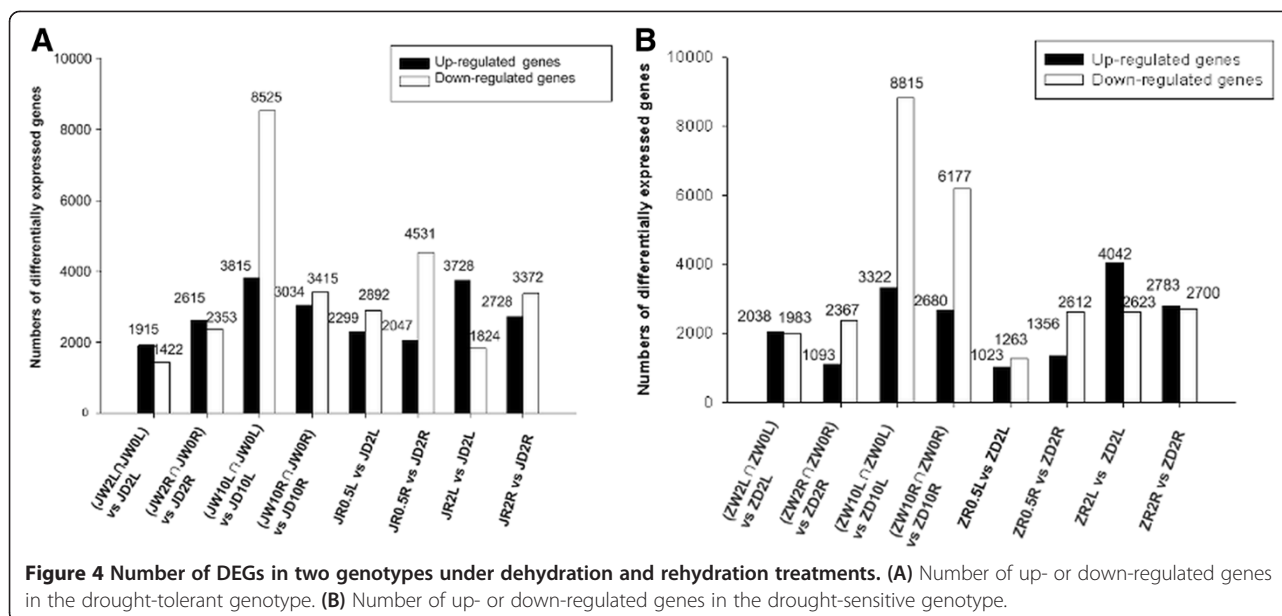 A
Numbers of differentially expressed genes
10000
8000
6000
4000
2000
0
Up-regulated genes
Down-regulated genes
1915
1422
2615
2353
3815
8525
3034
3415
2299
2892
2047
4531
3728
1824
2728
3372
(JW2L∩JW0L)
vs JD2L
(JW2R∩JW0R)
vs JD2R
(JW10L∩JW0L)
vs JD10L
(JW10R∩JW0R)
vs JD10R
JR0.5L vs JD2L
JR0.5R vs JD2R
JR2L vs JD2L
JR2R vs JD2R
B
Numbers of differentially expressed genes
10000
8000
6000
4000
2000
0
Up-regulated genes
Down-regulated genes
2038
1983
1093
2367
3322
8815
2680
6177
1023
1263
1356
2612
4042
2623
2783
2700
(ZW2L∩ZW0L)
vs ZD2L
(ZW2R∩ZW0R)
vs ZD2R
(ZW10L∩ZW0L)
vs ZD10L
(ZW10R∩ZW0R)
vs ZD10R
ZR0.5L vs ZD2L
ZR0.5R vs ZD2R
ZR2L vs ZD2L
ZR2R vs ZD2R
Figure 4 Number of DEGs in two genotypes under dehydration and rehydration treatments. (A) Number of up- or down-regulated genes
in the drought-tolerant genotype. (B) Number of up- or down-regulated genes in the drought-sensitive genotype.